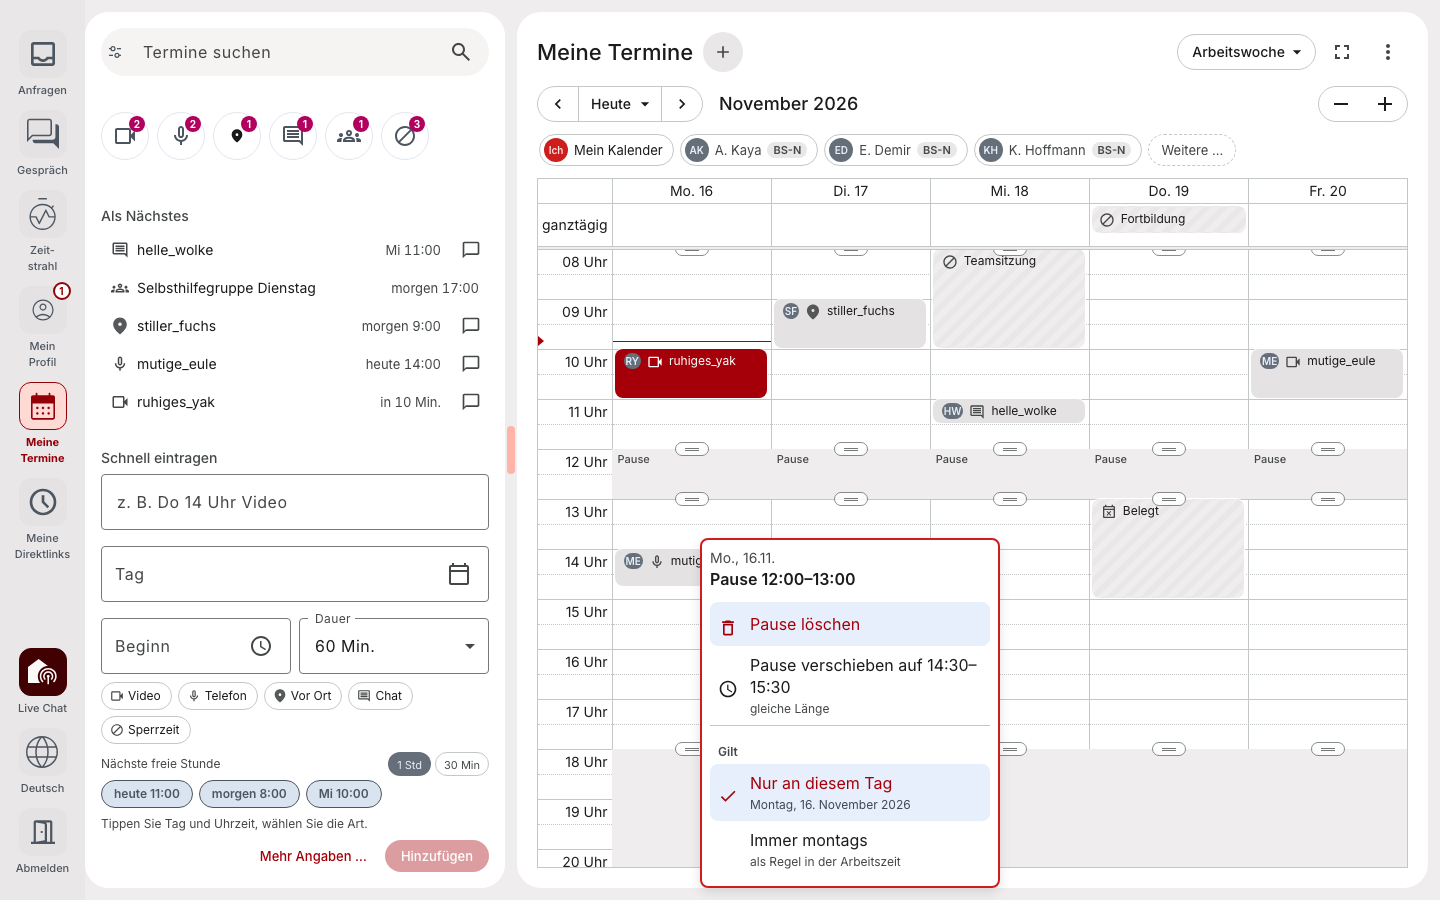 Anfragen
Gespräch
Zeit-
strahl
1
Mein
Profil
Meine
Termine
Meine
Direktlinks
Live Chat
Deutsch
Abmelden
Termine suchen
2
2
1
1
1
3
Als Nächstes
helle_wolke Mi 11:00
Selbsthilfegruppe Dienstag morgen 17:00
stiller_fuchs morgen 9:00
mutige_eule heute 14:00
ruhiges_yak in 10 Min.
Schnell eintragen
z. B. Do 14 Uhr Video
Tag
Beginn
Dauer
60 Min.
Video
Telefon
Vor Ort
Chat
Sperrzeit
Nächste freie Stunde 1 Std 30 Min
heute 11:00 morgen 8:00 Mi 10:00
Tippen Sie Tag und Uhrzeit, wählen Sie die Art.
Mehr Angaben ... Hinzufügen
Meine Termine
Arbeitswoche
Heute
November 2026
Ich Mein Kalender
AK A. Kaya BS-N
ED E. Demir BS-N
KH K. Hoffmann BS-N
Weitere ...
Mo. 16 Di. 17 Mi. 18 Do. 19 Fr. 20
ganztägig Fortbildung
08 Uhr Teamsitzung
09 Uhr SF stiller_fuchs
10 Uhr RY ruhiges_yak ME mutige_eule
11 Uhr HW helle_wolke
12 Uhr Pause Pause Pause Pause Pause
13 Uhr Belegt
14 Uhr ME mutig
15 Uhr
16 Uhr
17 Uhr
18 Uhr
19 Uhr
20 Uhr
Mo., 16.11.
Pause 12:00–13:00
Pause löschen
Pause verschieben auf 14:30–
15:30
gleiche Länge
Gilt
Nur an diesem Tag
Montag, 16. November 2026
Immer montags
als Regel in der Arbeitszeit